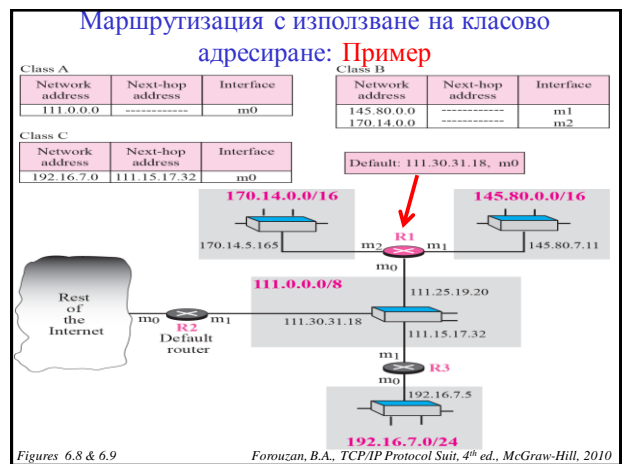 Маршрутизация с използване на класово
адресиране: Пример
Class A
Network address Next-hop address Interface
111.0.0.0 ------------ m0
Class B
Network address Next-hop address Interface
145.80.0.0 ------------ m1
170.14.0.0 ------------ m2
Class C
Network address Next-hop address Interface
192.16.7.0 111.15.17.32 m0
Default: 111.30.31.18, m0
170.14.0.0/16
145.80.0.0/16
170.14.5.165
m2
R1
m1
145.80.7.11
m0
111.0.0.0/8
111.25.19.20
Rest
of
the
Internet
m0
R2
m1
Default
router
111.30.31.18
111.15.17.32
m1
R3
m0
192.16.7.5
192.16.7.0/24
Figures 6.8 & 6.9
Forouzan, B.A., TCP/IP Protocol Suit, 4th ed., McGraw-Hill, 2010